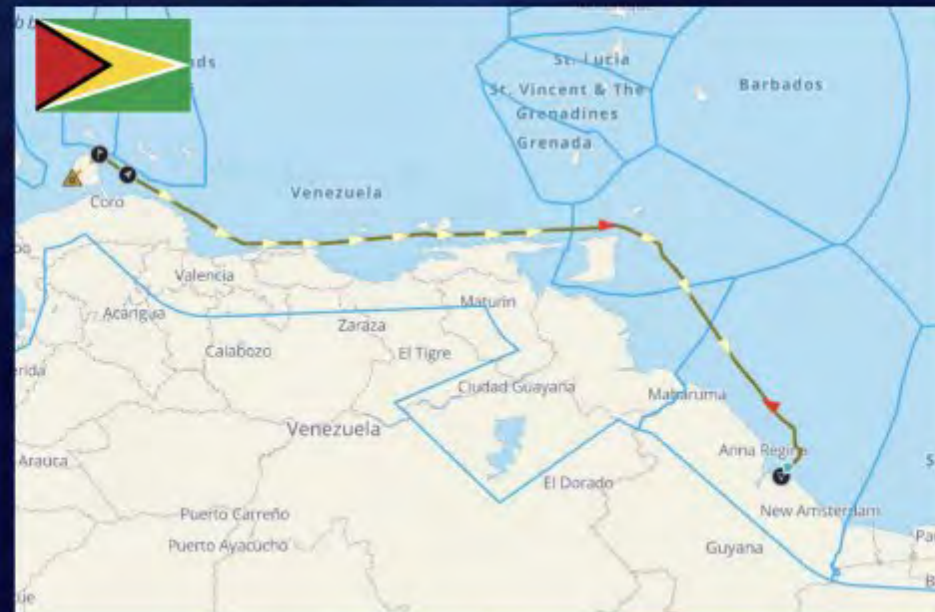 St. Lucia
Barbados
St. Vincent & The
Grenadines
Grenada
Venezuela
Coro
Valencia
Maturin
Acarigua
Zaraza
Calabozo
El Tigre
Ciudad Guayana
Mabaruma
Venezuela
Arauca
Anna Regina
El Dorado
Puerto Carreño
New Amsterdam
Puerto Ayacucho
Guyana